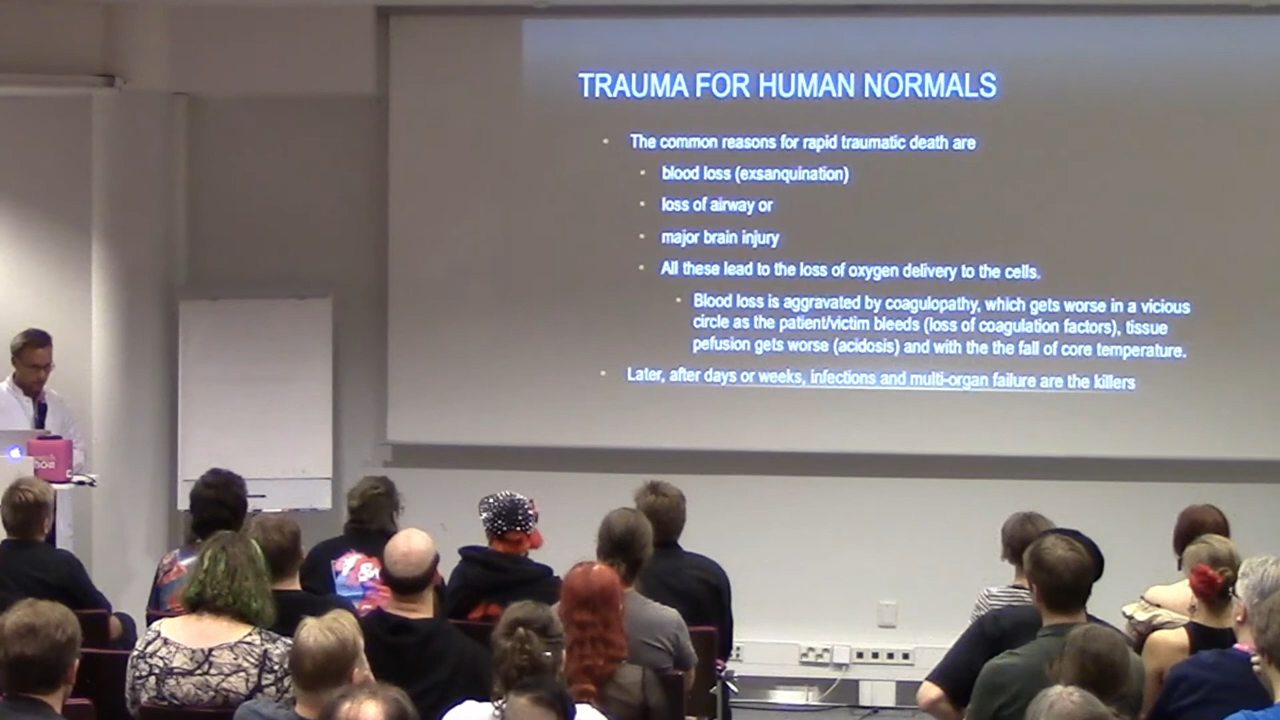 TRAUMA FOR HUMAN NORMALS
• The common reasons for rapid traumatic death are
• blood loss (exsanquination)
• loss of airway or
• major brain injury
• All these lead to the loss of oxygen delivery to the cells.
• Blood loss is aggravated by coagulopathy, which gets worse in a vicious
circle as the patient/victim bleeds (loss of coagulation factors), tissue
pefusion gets worse (acidosis) and with the the fall of core temperature.
• Later, after days or weeks, infections and multi-organ failure are the killers